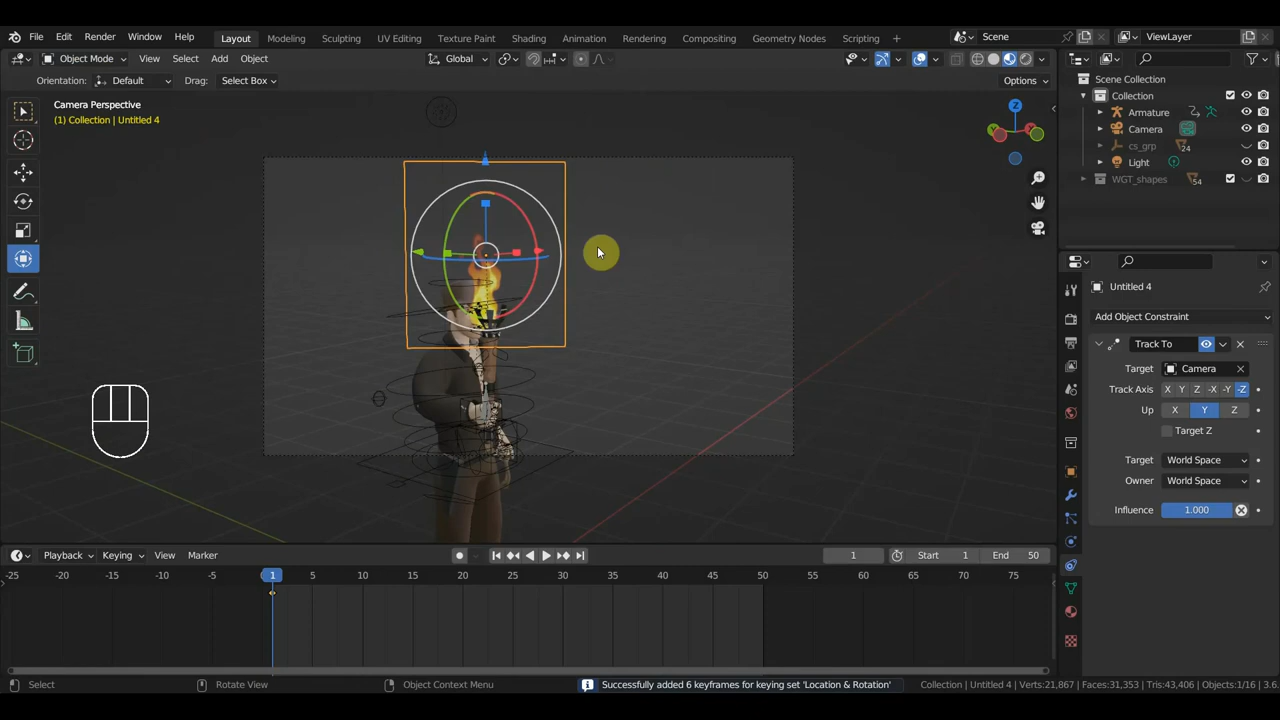 File Edit Render Window Help Layout Modeling Sculpting UV Editing Texture Paint Shading Animation Rendering Compositing Geometry Nodes Scripting + Scene ViewLayer
Object Mode View Select Add Object Global
Orientation: Default Drag: Select Box Options
Camera Perspective
(1) Collection | Untitled 4
Z
Scene Collection
Collection
Armature
Camera
cs_grp 24
Light
WGT_shapes 54
Untitled 4
Add Object Constraint
Track To
Target Camera
Track Axis X Y Z -X -Y -Z
Up X Y Z
Target Z
Target World Space
Owner World Space
Influence 1.000
Playback Keying View Marker 1 Start 1 End 50
-25 -20 -15 -10 -5 1 5 10 15 20 25 30 35 40 45 50 55 60 65 70 75
Select Rotate View Object Context Menu Successfully added 6 keyframes for keying set 'Location & Rotation' Collection | Untitled 4 | Verts:21,867 | Faces:31,353 | Tris:43,406 | Objects:1/16 | 3.6